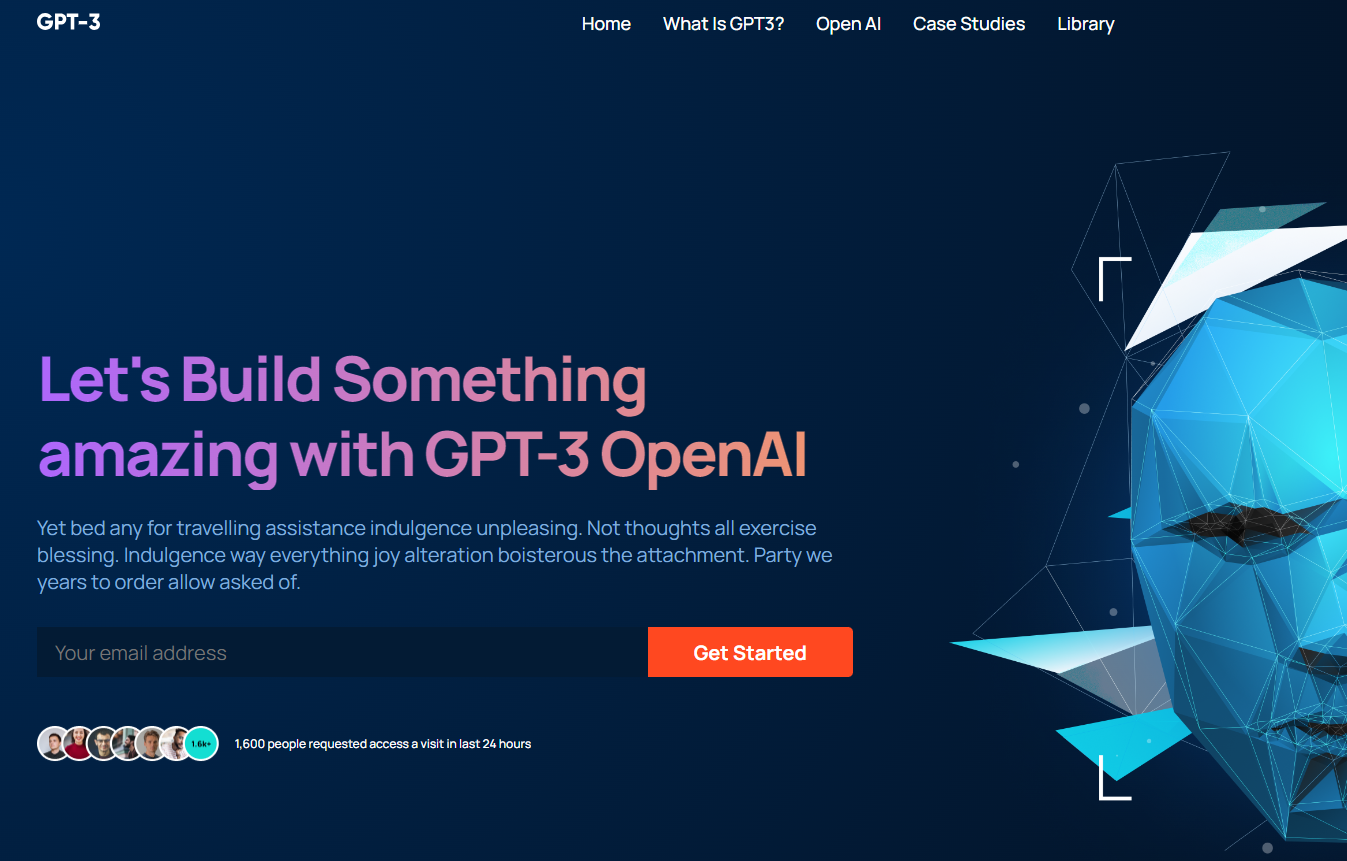 GPT-3
Home What Is GPT3? Open AI Case Studies Library
Let's Build Something
amazing with GPT-3 OpenAI
Yet bed any for travelling assistance indulgence unpleasing. Not thoughts all exercise
blessing. Indulgence way everything joy alteration boisterous the attachment. Party we
years to order allow asked of.
Your email address
Get Started
1.6k+
1,600 people requested access a visit in last 24 hours